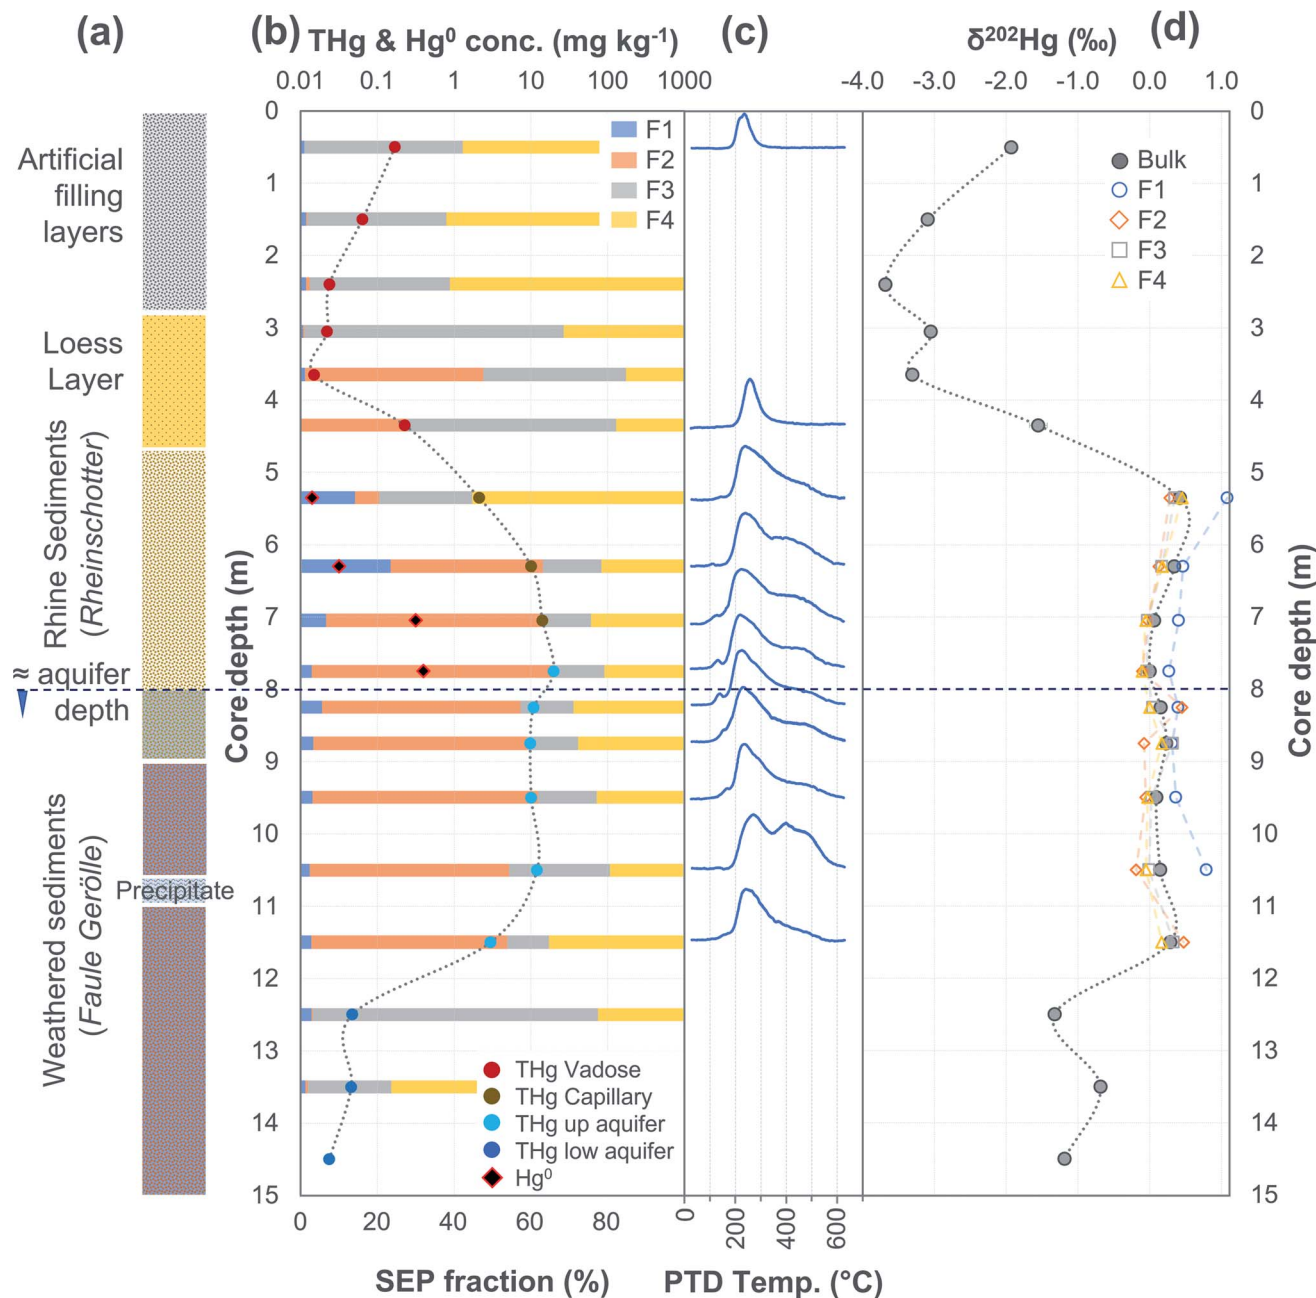 (a)
(b) THg & Hg⁰ conc. (mg kg⁻¹)
(c)
δ²⁰²Hg (‰)
(d)
0.01 0.1 1 10 100 1000
-4.0 -3.0 -2.0 -1.0 0.0 1.0
Artificial
filling
layers
Loess
Layer
Rhine Sediments
(Rheinschotter)
≈ aquifer
depth
Weathered sediments
(Faule Gerölle)
Precipitate
Core depth (m)
0
1
2
3
4
5
6
7
8
9
10
11
12
13
14
15
F1
F2
F3
F4
THg Vadose
THg Capillary
THg up aquifer
THg low aquifer
Hg⁰
0 20 40 60 80
SEP fraction (%)
0 200 400 600
PTD Temp. (°C)
Bulk
F1
F2
F3
F4
0
1
2
3
4
5
6
7
8
9
10
11
12
13
14
15
Core depth (m)